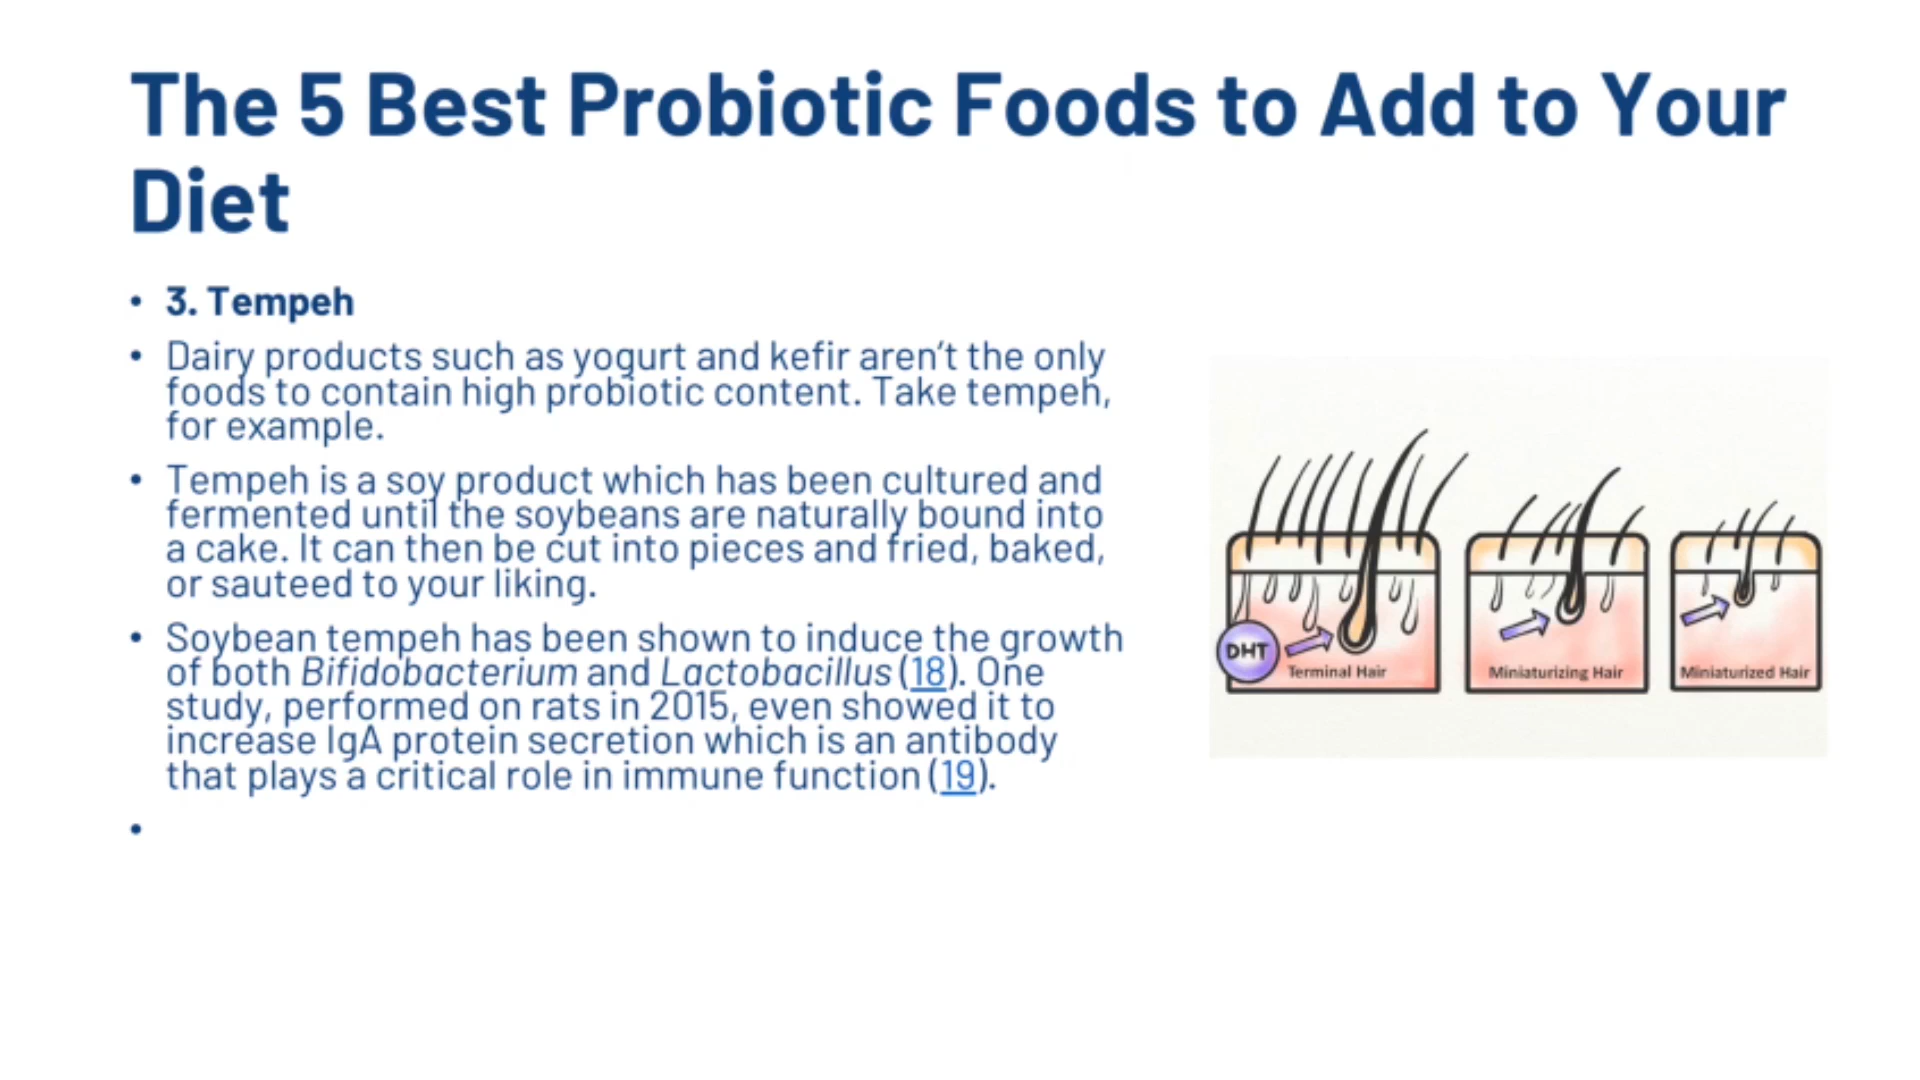 The 5 Best Probiotic Foods to Add to Your
Diet
• 3. Tempeh
• Dairy products such as yogurt and kefir aren’t the only
foods to contain high probiotic content. Take tempeh,
for example.
• Tempeh is a soy product which has been cultured and
fermented until the soybeans are naturally bound into
a cake. It can then be cut into pieces and fried, baked,
or sauteed to your liking.
• Soybean tempeh has been shown to induce the growth
of both Bifidobacterium and Lactobacillus (18). One
study, performed on rats in 2015, even showed it to
increase IgA protein secretion which is an antibody
that plays a critical role in immune function (19).
•
DHT
Terminal Hair
Miniaturizing Hair
Miniaturized Hair